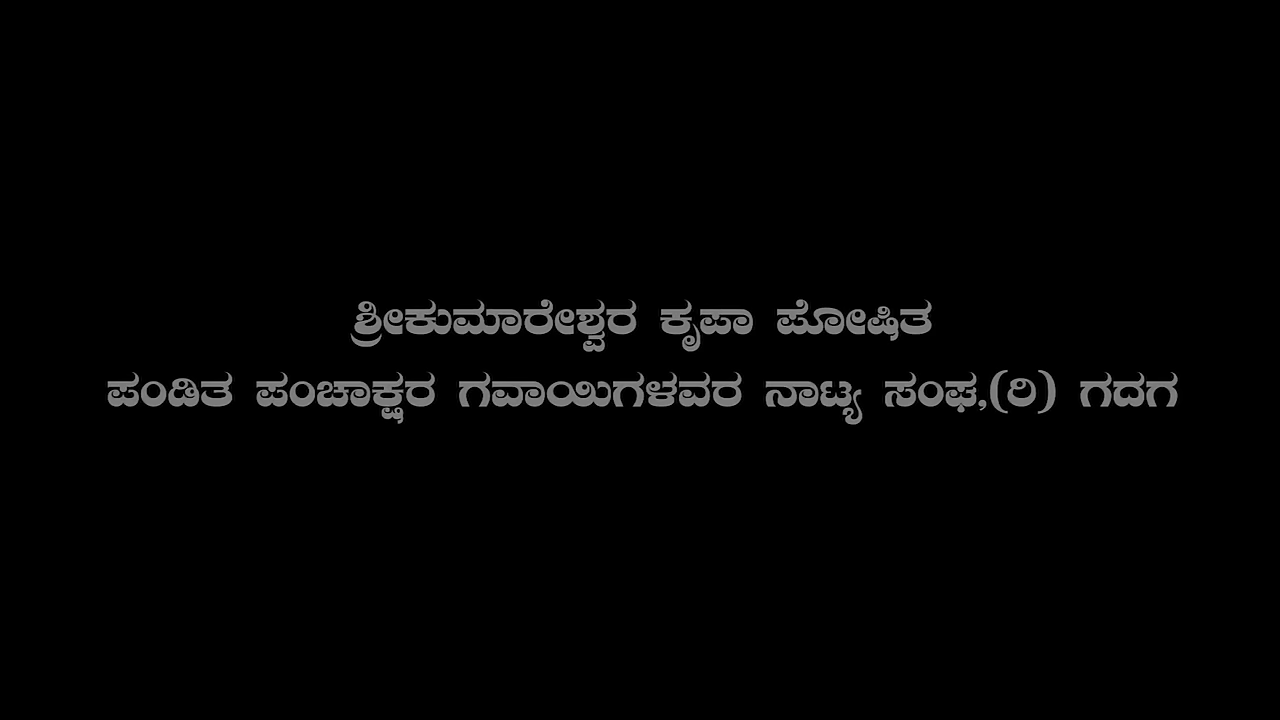 ಶ್ರೀಕುಮಾರೇಶ್ವರ ಕೃಪಾ ಪೋಷಿತ
ಪಂಡಿತ ಪಂಚಾಕ್ಷರ ಗವಾಯಿಗಳವರ ನಾಟ್ಯ ಸಂಘ,(ರಿ) ಗದಗ